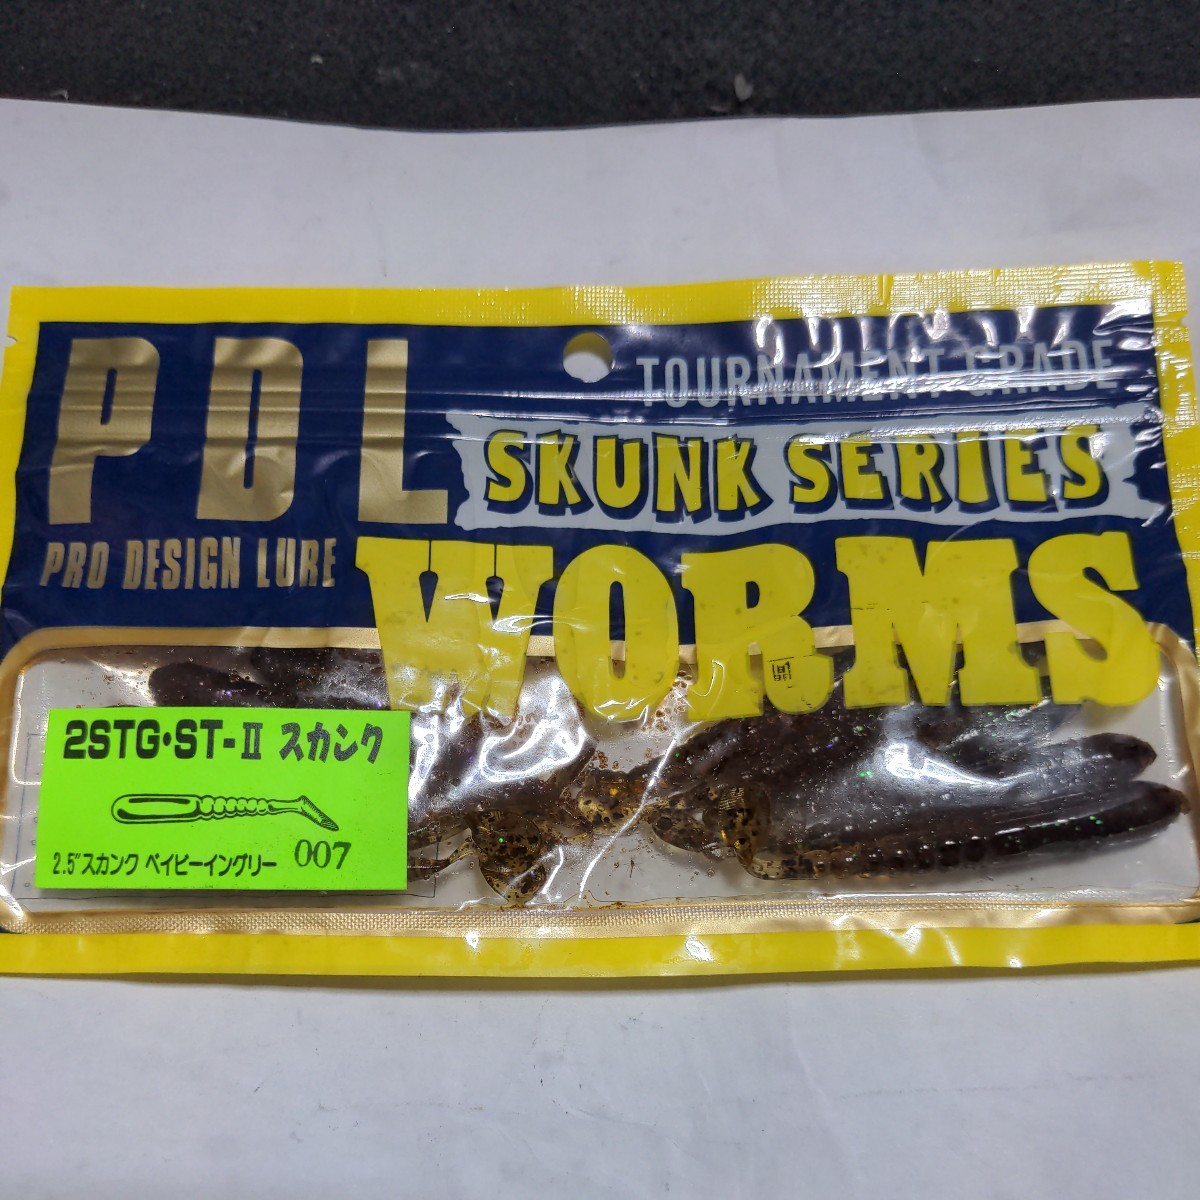 PDL
TOURNAMENT GRADE
SKUNK SERIES
PRO DESIGN LURE
WORMS
開
2STG・ST-Ⅱ スカンク
2.5"スカンク ベイビーイングリー 007